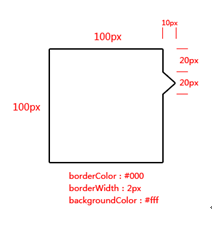 10px
100px
20px
20px
100px
borderColor : #000
borderWidth : 2px
backgroundColor : #fff